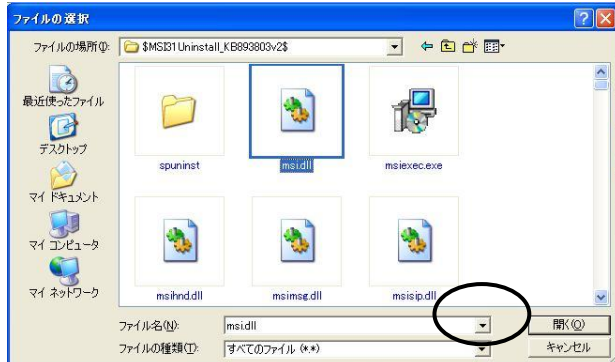 ファイルの選択
ファイルの場所(I):
$MSI31Uninstall_KB893803v2$
最近使ったファイル
デスクトップ
マイ ドキュメント
マイ コンピュータ
マイ ネットワーク
spuninst
msi.dll
msiexec.exe
msihnd.dll
msimsg.dll
msisip.dll
ファイル名(N):
msi.dll
開く(O)
ファイルの種類(T):
すべてのファイル (*.*)
キャンセル